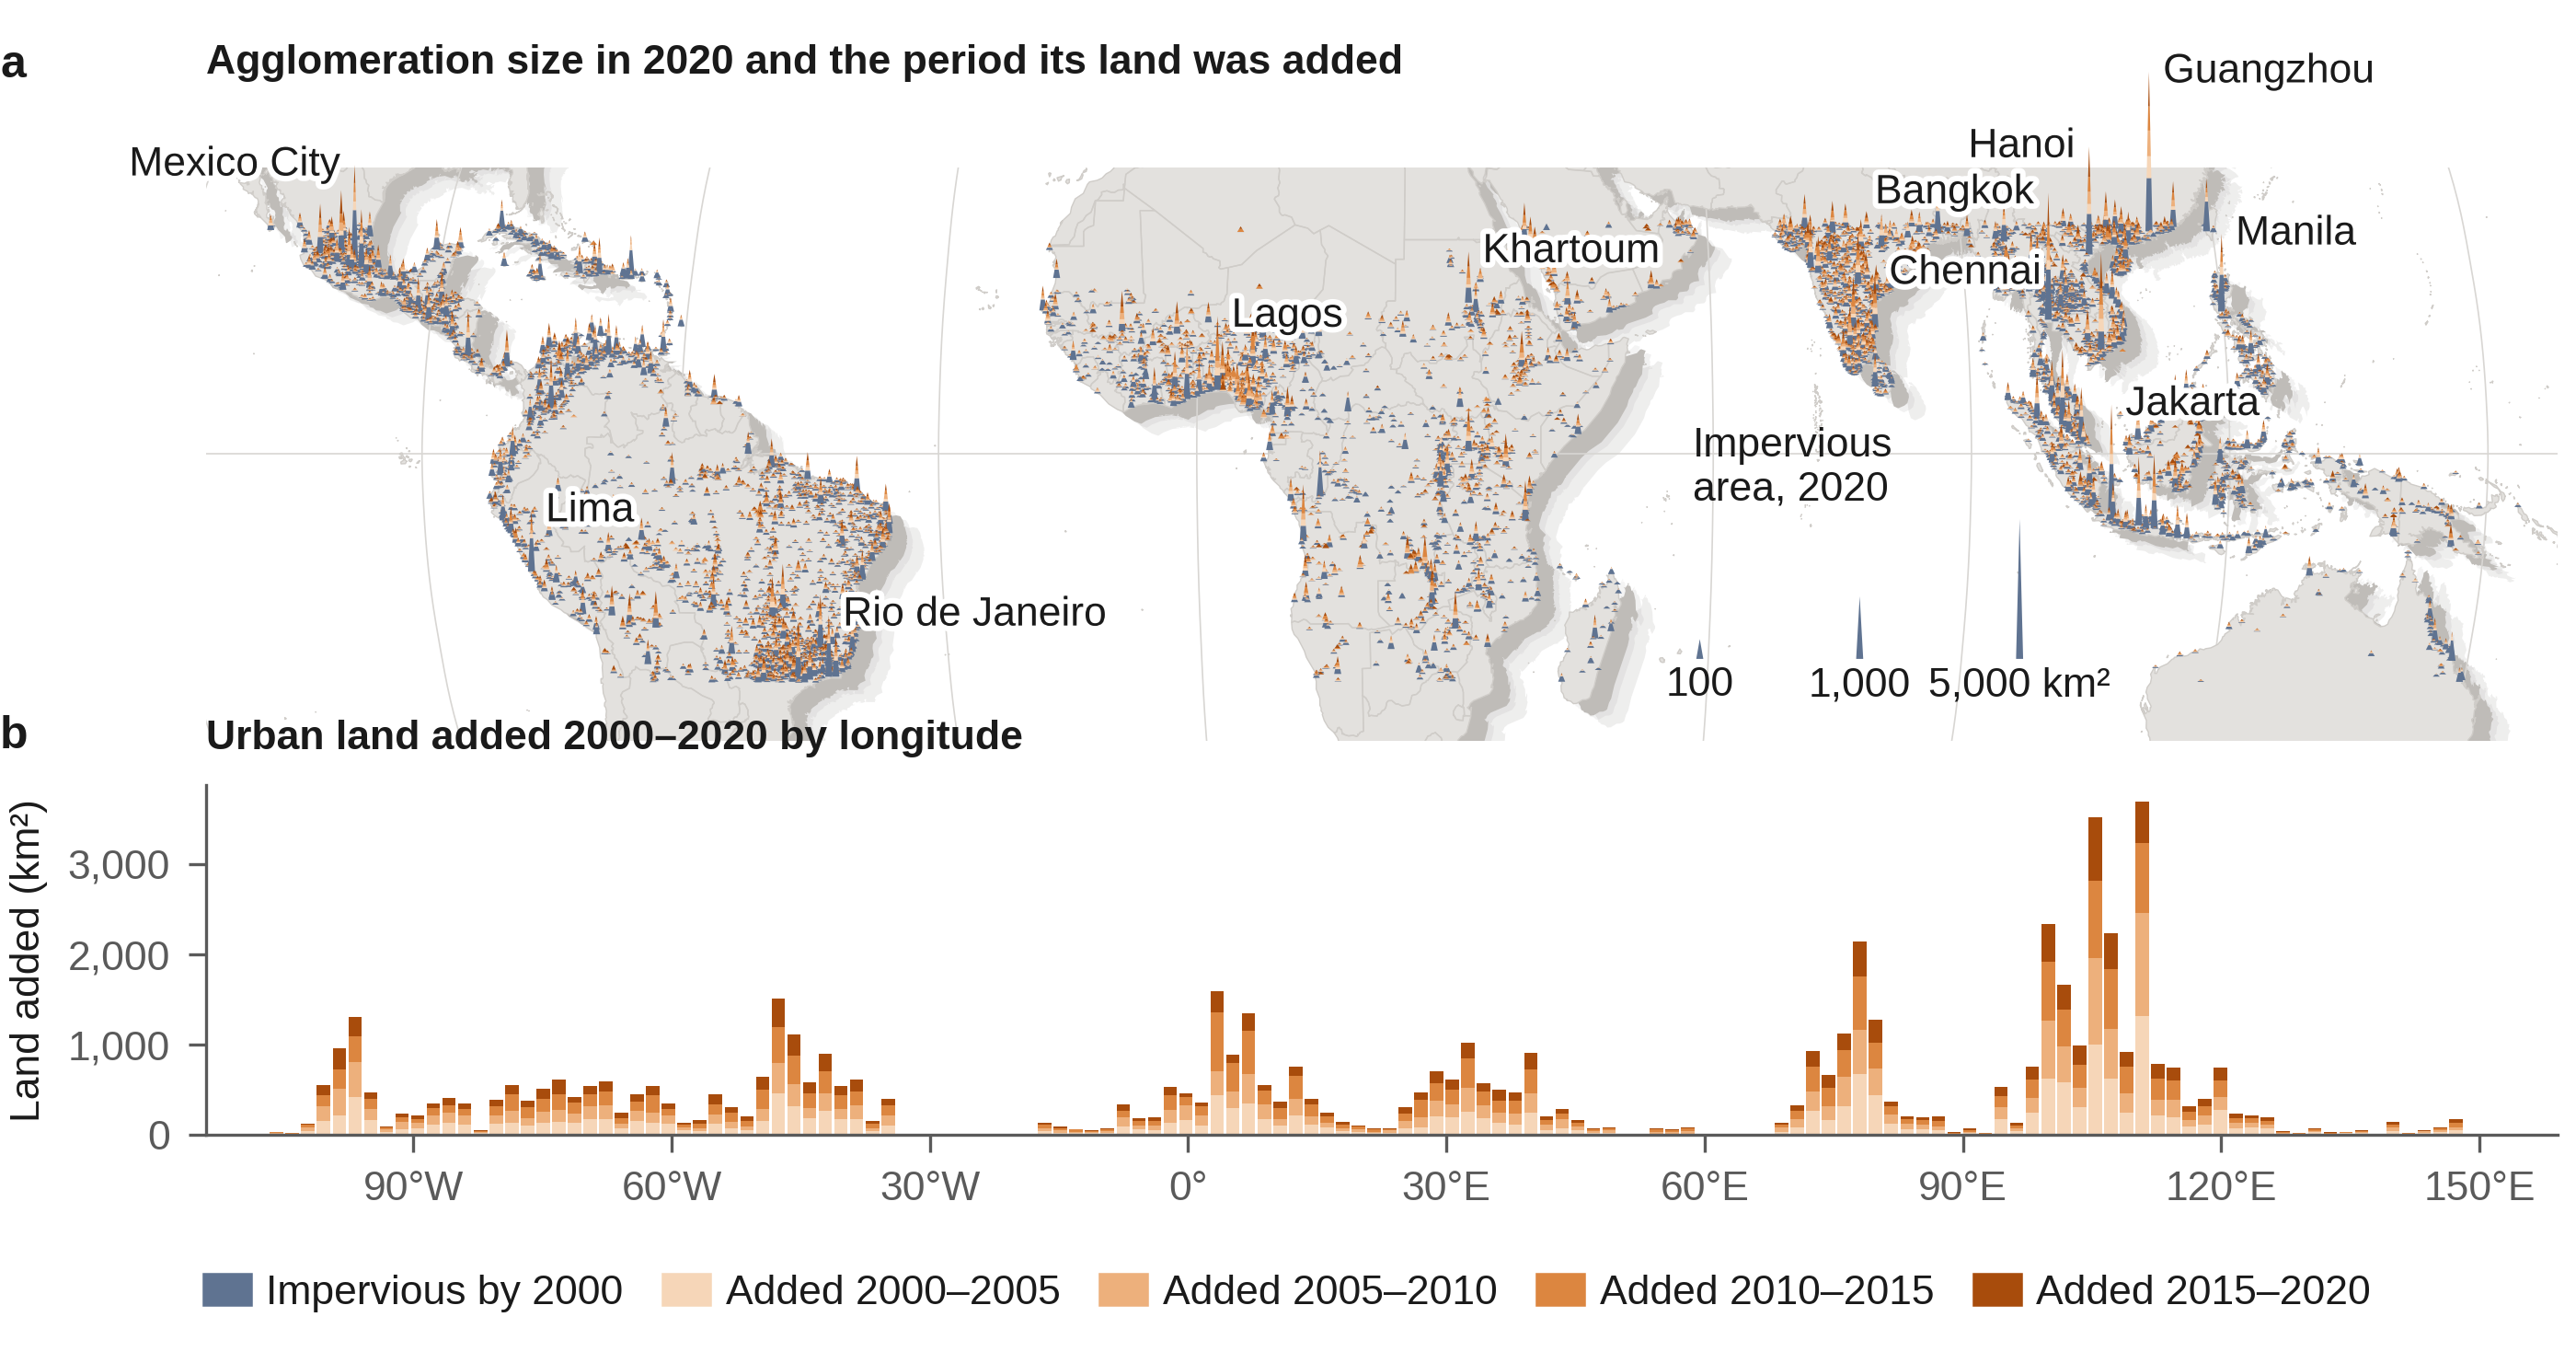 a
Agglomeration size in 2020 and the period its land was added
Guangzhou
Hanoi
Mexico City
Bangkok
Manila
Khartoum
Chennai
Lagos
Jakarta
Impervious
area, 2020
Lima
Rio de Janeiro
100
1,000
5,000 km²
b
Urban land added 2000–2020 by longitude
Land added (km²)
3,000
2,000
1,000
0
90°W
60°W
30°W
0°
30°E
60°E
90°E
120°E
150°E
Impervious by 2000
Added 2000–2005
Added 2005–2010
Added 2010–2015
Added 2015–2020